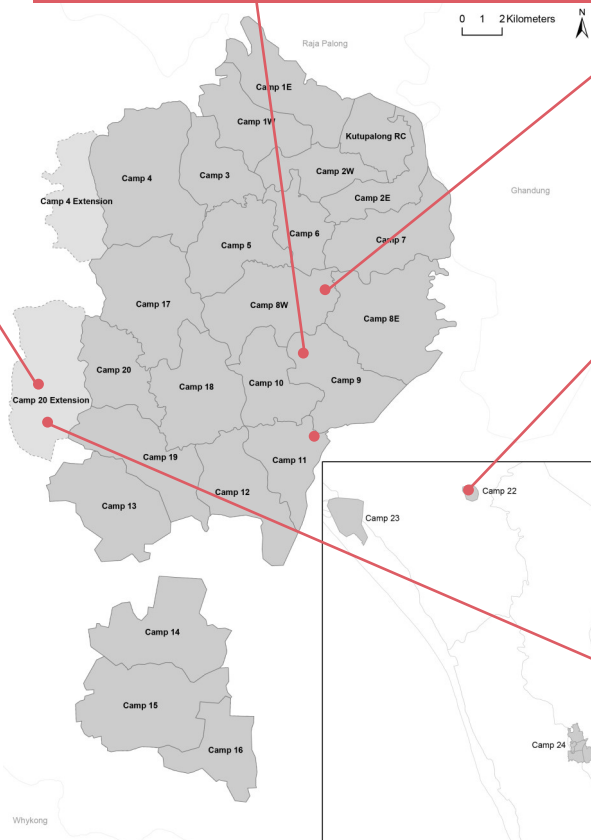 N
0 1 2 Kilometers
Raja Palong
Camp 1E
Camp 1W
Kutupalong RC
Camp 4
Camp 3
Camp 2W
Camp 4 Extension
Camp 2E
Ghandung
Camp 6
Camp 5
Camp 7
Camp 17
Camp 8W
Camp 8E
Camp 20
Camp 18
Camp 10
Camp 9
Camp 20 Extension
Camp 19
Camp 11
Camp 12
Camp 13
Camp 22
Camp 23
Camp 14
Camp 15
Camp 16
Camp 24
Whykong